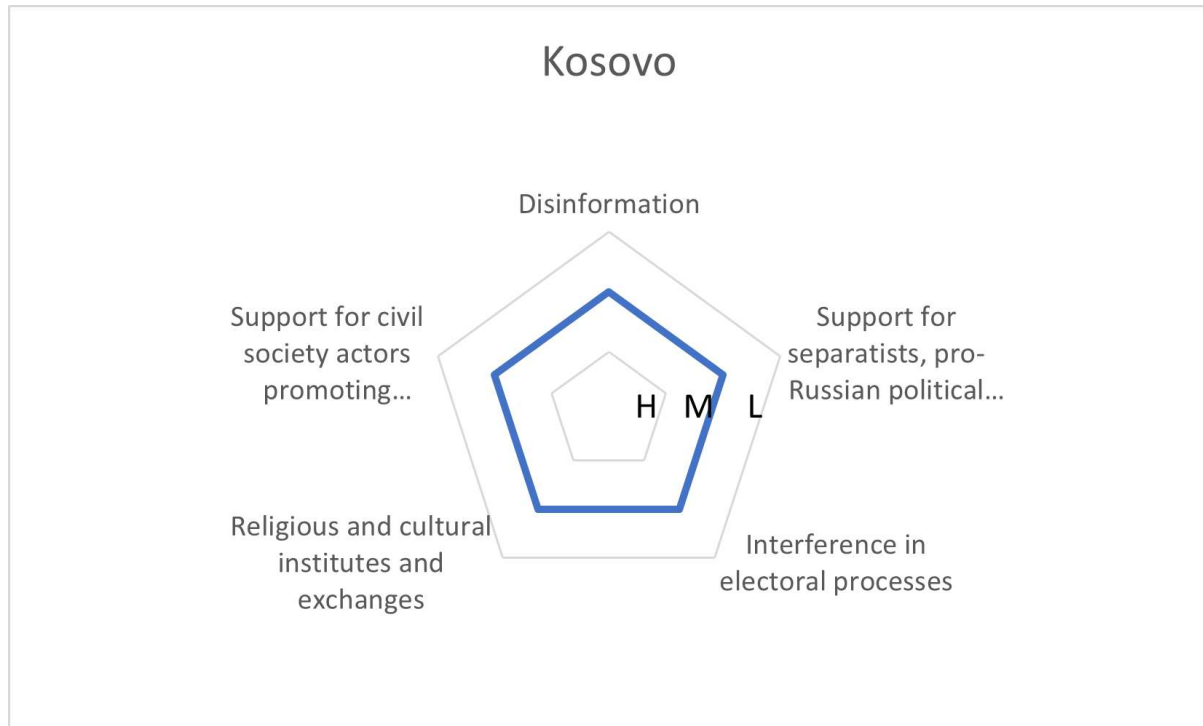 Kosovo
Disinformation
Support for
separatists, pro-
Russian political...
Interference in
electoral processes
Religious and cultural
institutes and
exchanges
Support for civil
society actors
promoting...
H M L